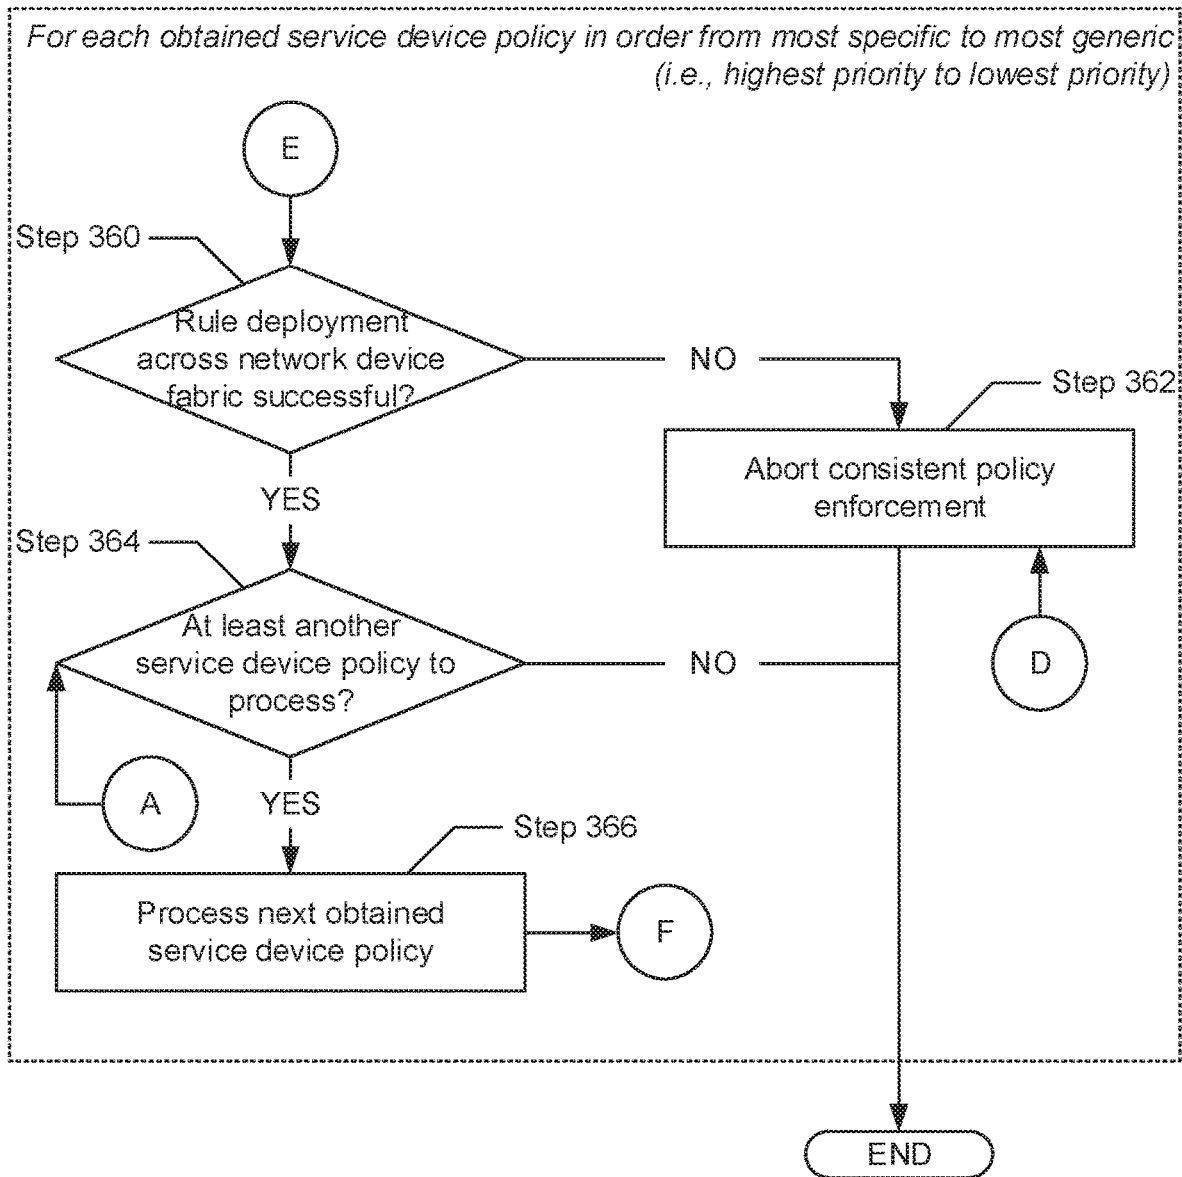 For each obtained service device policy in order from most specific to most generic
(i.e., highest priority to lowest priority)
E
Step 360
Rule deployment
across network device
fabric successful?
NO
Step 362
Abort consistent policy
enforcement
YES
Step 364
At least another
service device policy to
process?
NO
D
A
YES
Step 366
Process next obtained
service device policy
F
END